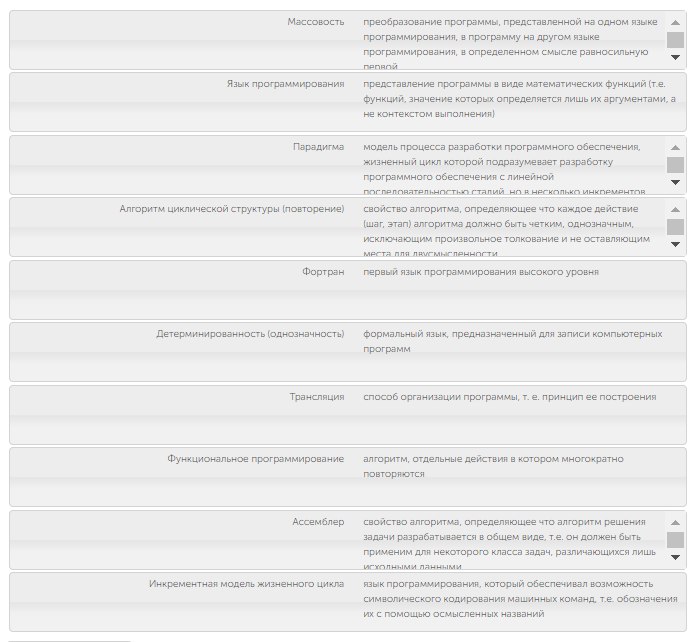 Массовость
преобразование программы, представленной на одном языке
программирования, в программу на другом языке
программирования, в определенном смысле равносильную
первой
Язык программирования
представление программы в виде математических функций (т.е.
функций, значение которых определяется лишь их аргументами, а
не контекстом выполнения)
Парадигма
модель процесса разработки программного обеспечения,
жизненный цикл которой подразумевает разработку
программного обеспечения с линейной
последовательностью стадий, но в несколько инкрементов
Алгоритм циклической структуры (повторение)
свойство алгоритма, определяющее что каждое действие
(шаг, этап) алгоритма должно быть четким, однозначным,
исключающим произвольное толкование и не оставляющим
места для двусмысленности
Фортран
первый язык программирования высокого уровня
Детерминированность (однозначность)
формальный язык, предназначенный для записи компьютерных
программ
Трансляция
способ организации программы, т. е. принцип ее построения
Функциональное программирование
алгоритм, отдельные действия в котором многократно
повторяются
Ассемблер
свойство алгоритма, определяющее что алгоритм решения
задачи разрабатывается в общем виде, т.е. он должен быть
применим для некоторого класса задач, различающихся лишь
исходными данными
Инкрементная модель жизненного цикла
язык программирования, который обеспечивал возможность
символического кодирования машинных команд, т.е. обозначения
их с помощью осмысленных названий